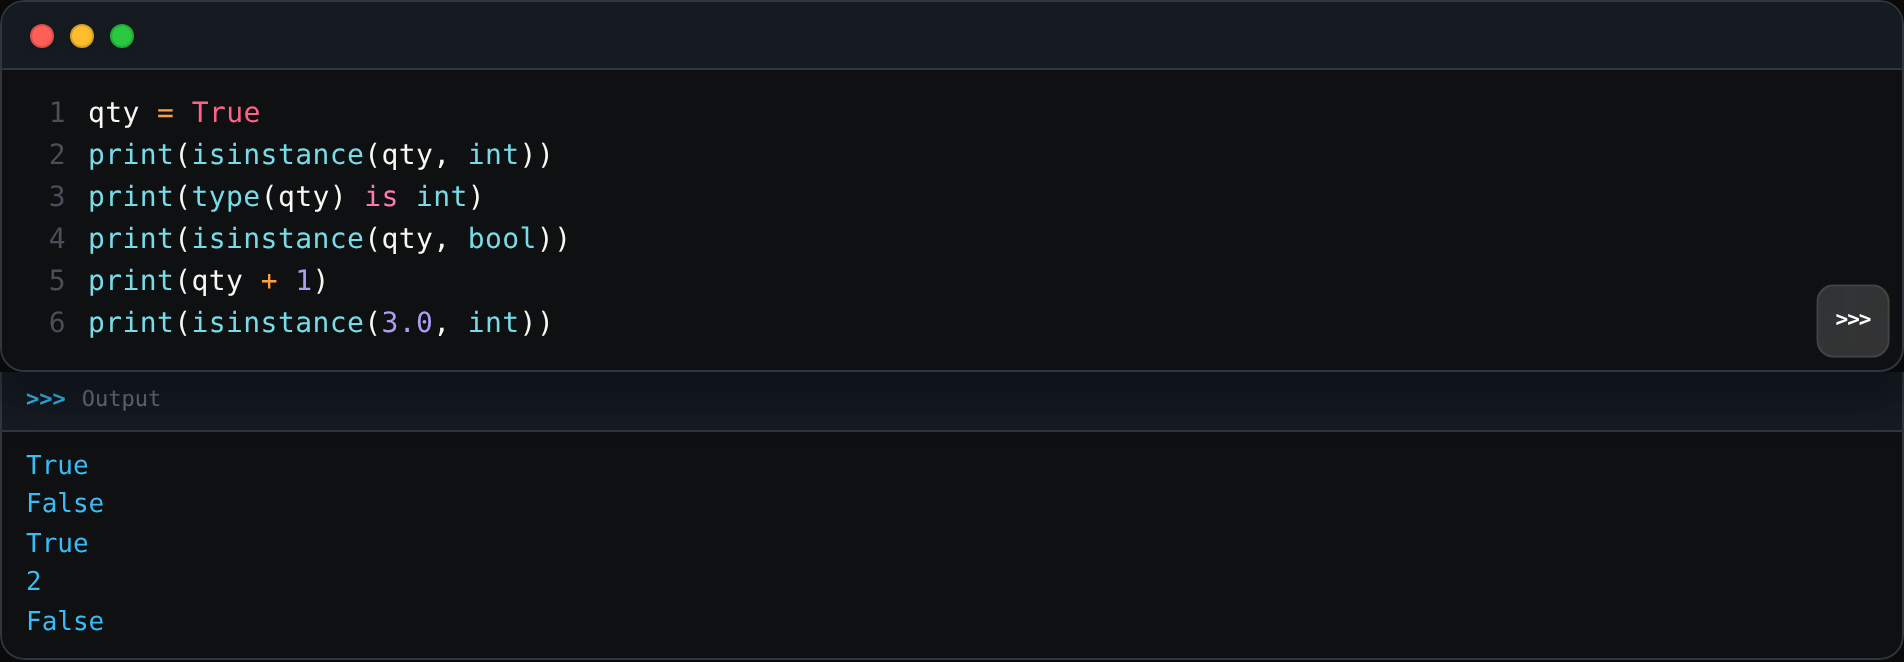 1 qty = True
2 print(isinstance(qty, int))
3 print(type(qty) is int)
4 print(isinstance(qty, bool))
5 print(qty + 1)
6 print(isinstance(3.0, int))
>>>
>>> Output
True
False
True
2
False